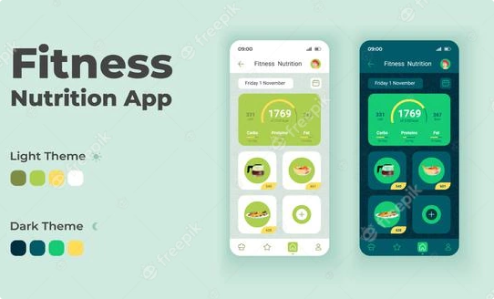 Fitness
Nutrition App
Light Theme
Dark Theme
09:00
Fitness Nutrition
Friday 1 November
1769
Carbs
Proteins
Fat
09:00
Fitness Nutrition
Friday 1 November
1769
Carbs
Proteins
Fat
freepik